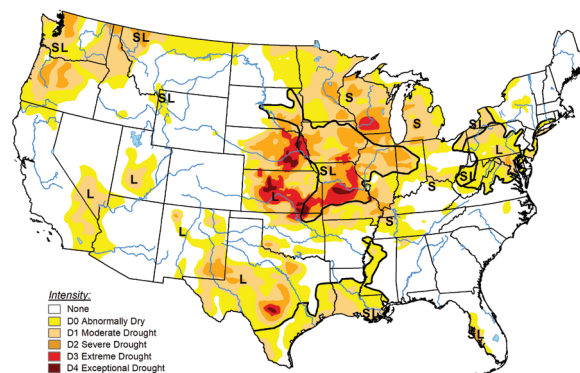 SL
SL
SL
S
S
S
SL
SL
L
SL
S
L
L
L
S
L
L
SL
SL
Intensity:
None
D0 Abnormally Dry
D1 Moderate Drought
D2 Severe Drought
D3 Extreme Drought
D4 Exceptional Drought